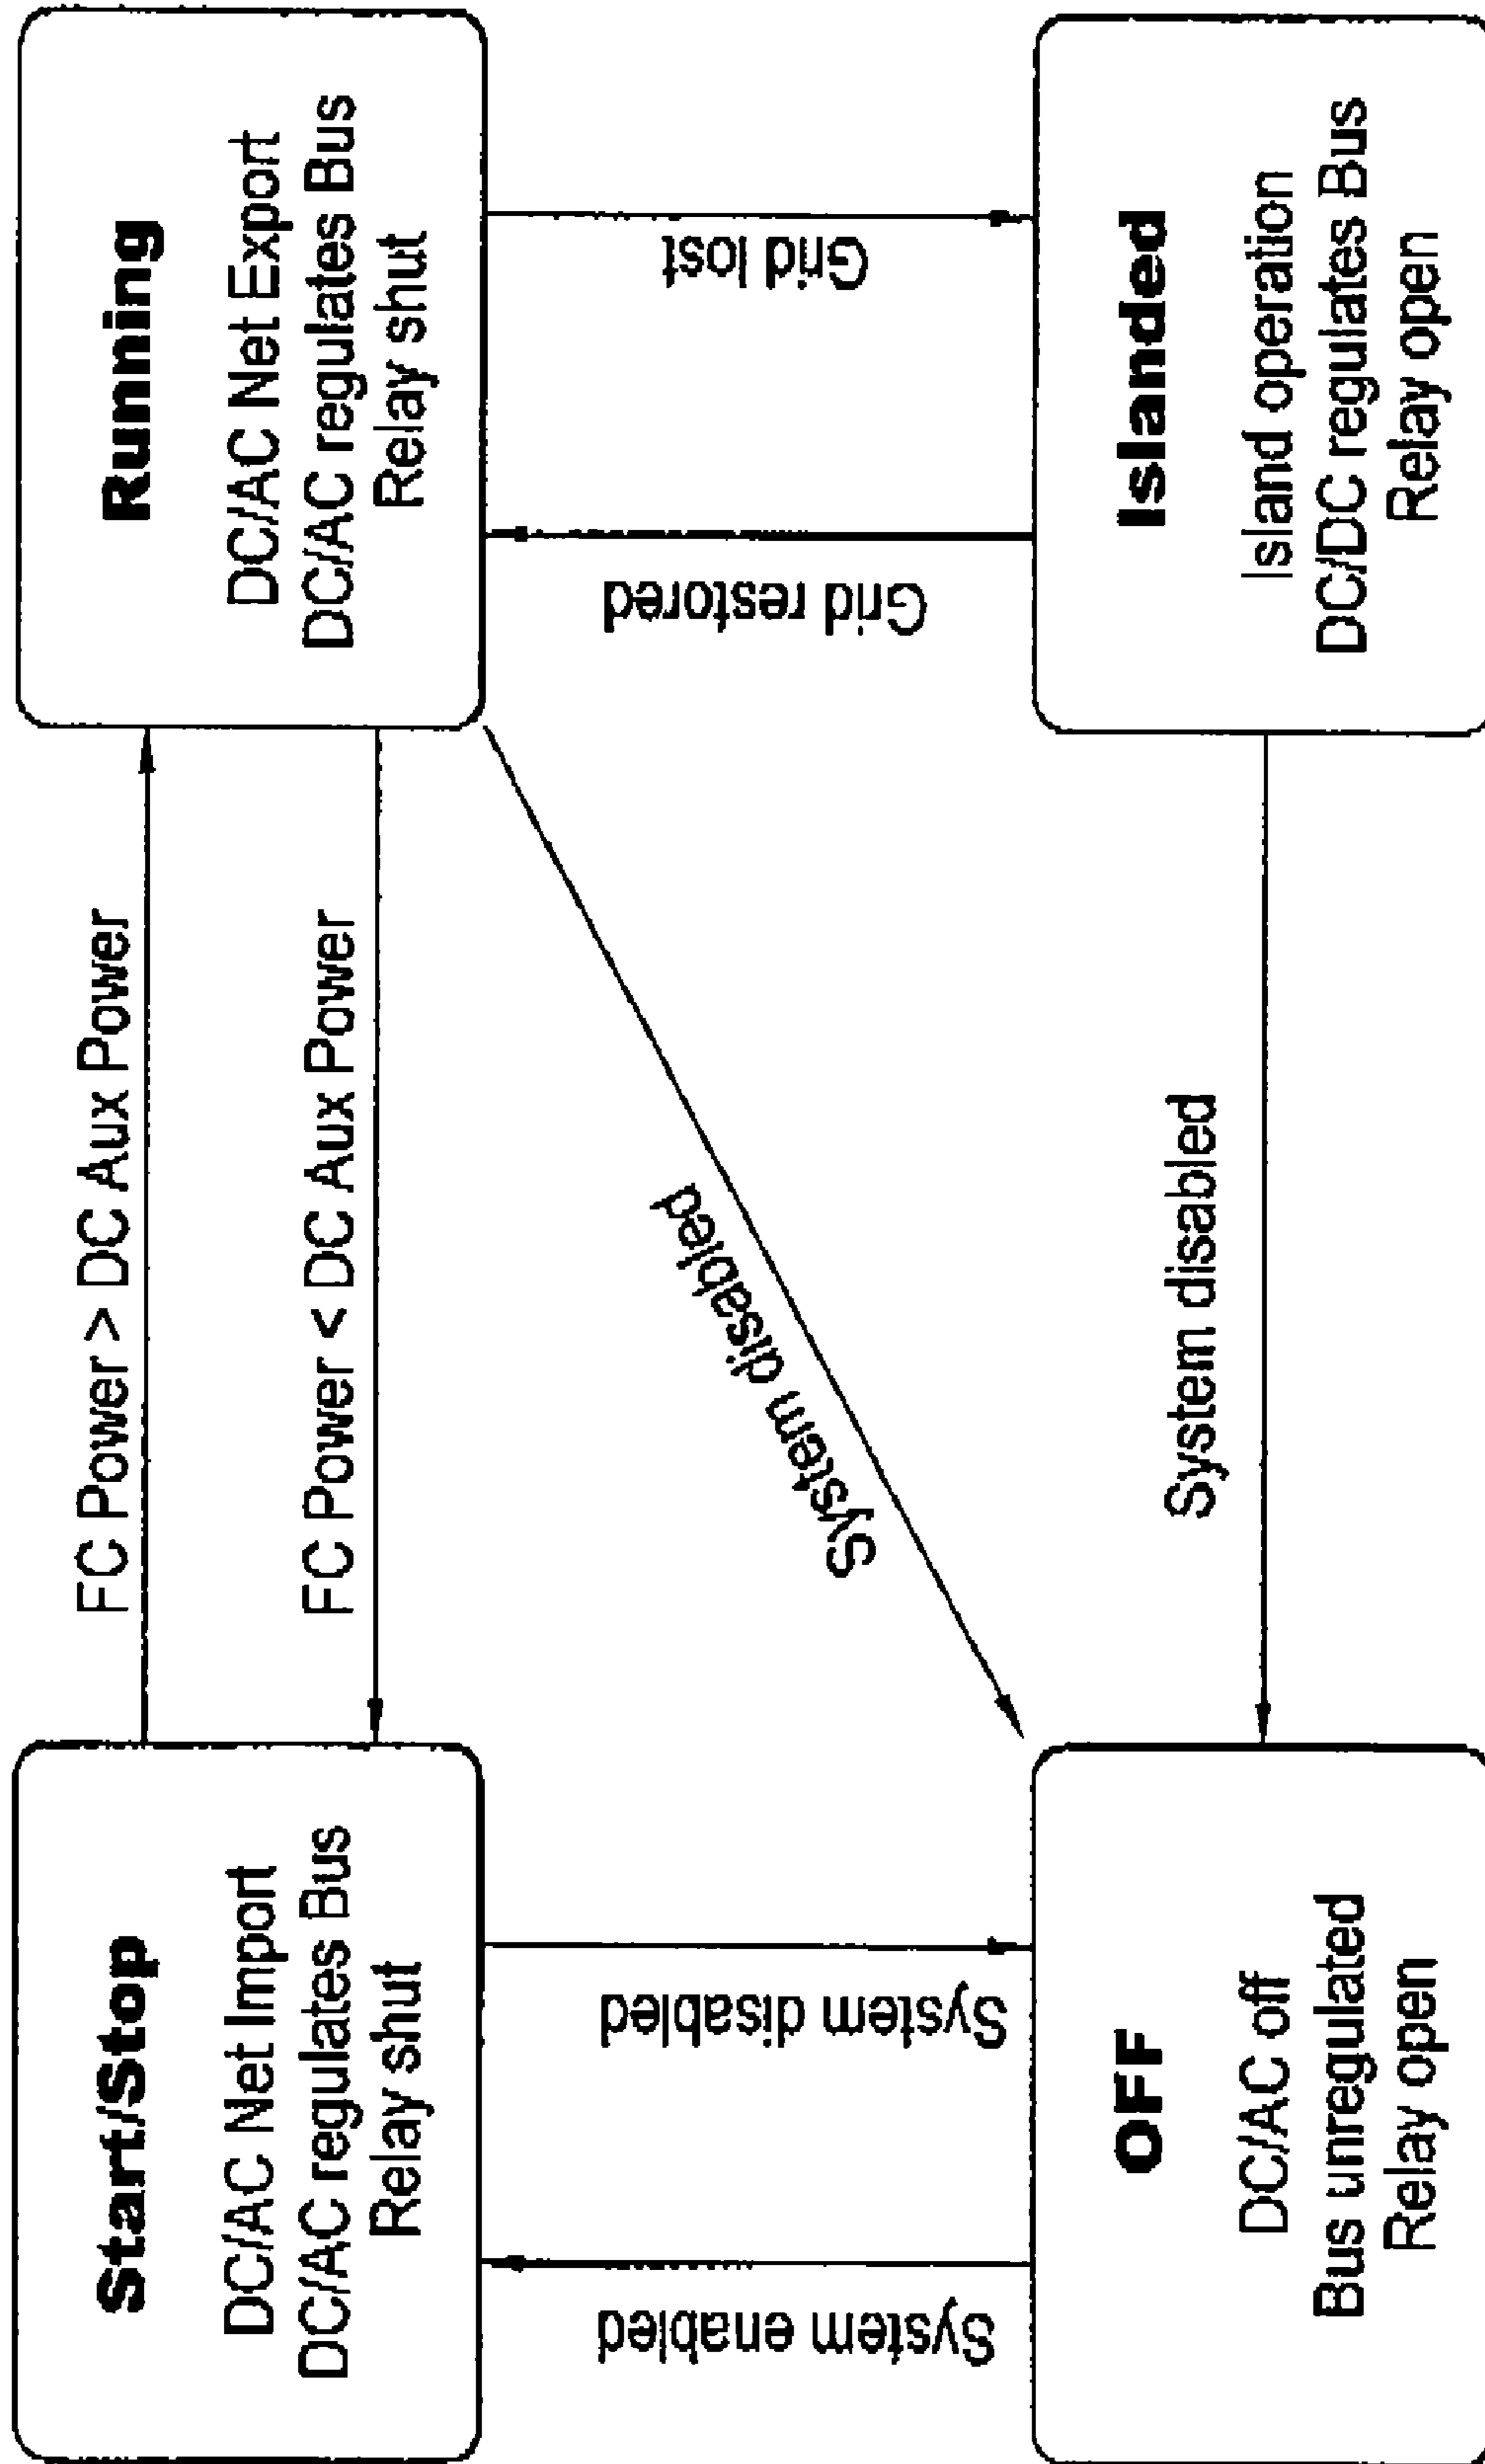 Start/Stop
DC/AC Net Import
DC/AC regulates Bus
Relay shut
FC Power > DC Aux Power
FC Power < DC Aux Power
Running
DC/AC Net Export
DC/AC regulates Bus
Relay shut
System enabled
System disabled
System disabled
Grid restored
Grid lost
OFF
DC/AC off
Bus unregulated
Relay open
System disabled
Islanded
Island operation
DC/DC regulates Bus
Relay open